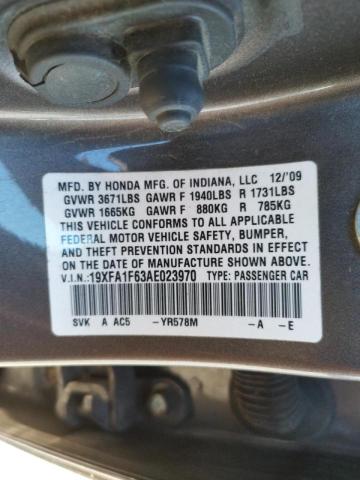 MFD. BY HONDA MFG. OF INDIANA, LLC 12/'09
GVWR 3671LBS GAWR F 1940LBS R 1731LBS
GVWR 1665KG GAWR F 880KG R 785KG
THIS VEHICLE CONFORMS TO ALL APPLICABLE
FEDERAL MOTOR VEHICLE SAFETY, BUMPER,
AND THEFT PREVENTION STANDARDS IN EFFECT
ON THE DATE OF MANUFACTURE SHOWN ABOVE.
V.I.N.:19XFA1F63AE023970 TYPE: PASSENGER CAR
SVK A AC5 -YR578M -A -E